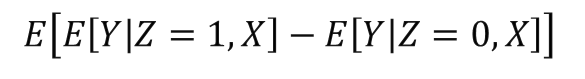 E[E[Y|Z = 1, X] − E[Y|Z = 0, X]]